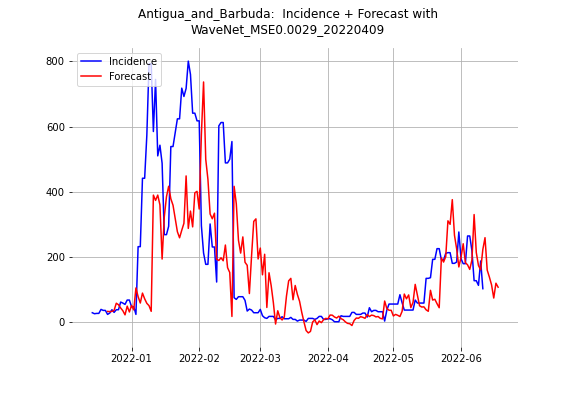 Antigua_and_Barbuda:  Incidence + Forecast with
WaveNet_MSE0.0029_20220409
Incidence
Forecast
800
600
400
200
0
2022-01
2022-02
2022-03
2022-04
2022-05
2022-06